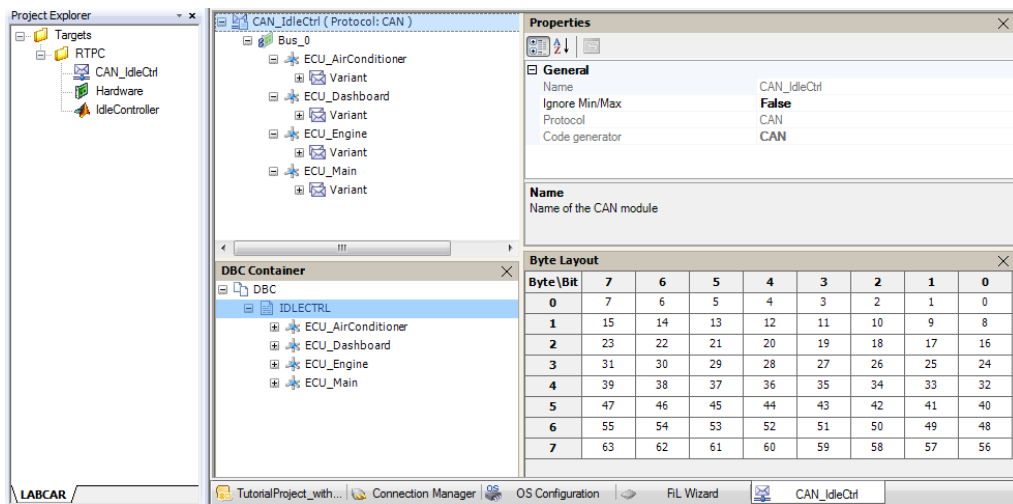 Project Explorer
Targets
RTPC
CAN_IdleCtrl
Hardware
IdleController
LABCAR
CAN_IdleCtrl ( Protocol: CAN )
Bus_0
ECU_AirConditioner
Variant
ECU_Dashboard
Variant
ECU_Engine
Variant
ECU_Main
Variant
DBC Container
DBC
IDLECTRL
ECU_AirConditioner
ECU_Dashboard
ECU_Engine
ECU_Main
Properties
General
Name CAN_IdleCtrl
Ignore Min/Max False
Protocol CAN
Code generator CAN
Name
Name of the CAN module
Byte Layout
Byte\Bit 7 6 5 4 3 2 1 0
0 7 6 5 4 3 2 1 0
1 15 14 13 12 11 10 9 8
2 23 22 21 20 19 18 17 16
3 31 30 29 28 27 26 25 24
4 39 38 37 36 35 34 33 32
5 47 46 45 44 43 42 41 40
6 55 54 53 52 51 50 49 48
7 63 62 61 60 59 58 57 56
TutorialProject_with... Connection Manager OS OS Configuration FiL Wizard CAN_IdleCtrl